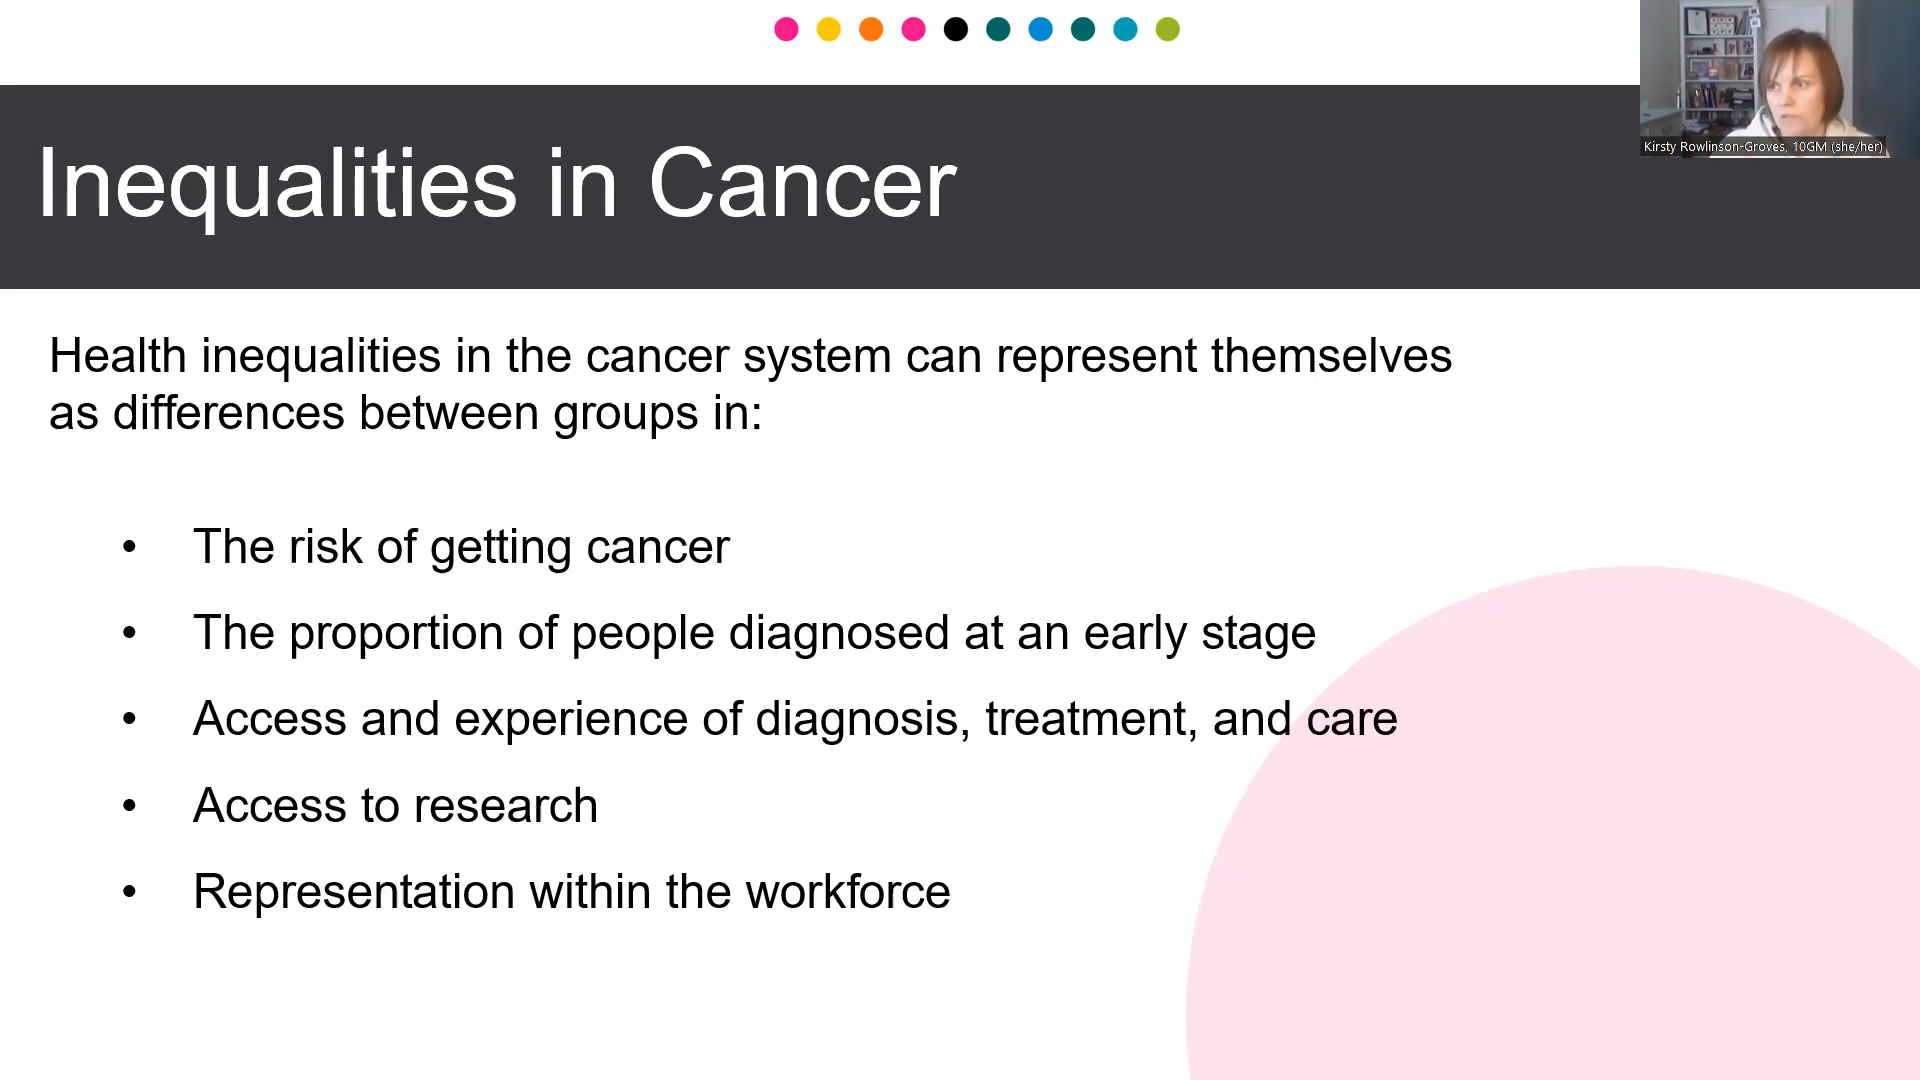 Kirsty Rowlinson-Groves, 10GM (she/her)
Inequalities in Cancer
Health inequalities in the cancer system can represent themselves
as differences between groups in:
• The risk of getting cancer
• The proportion of people diagnosed at an early stage
• Access and experience of diagnosis, treatment, and care
• Access to research
• Representation within the workforce